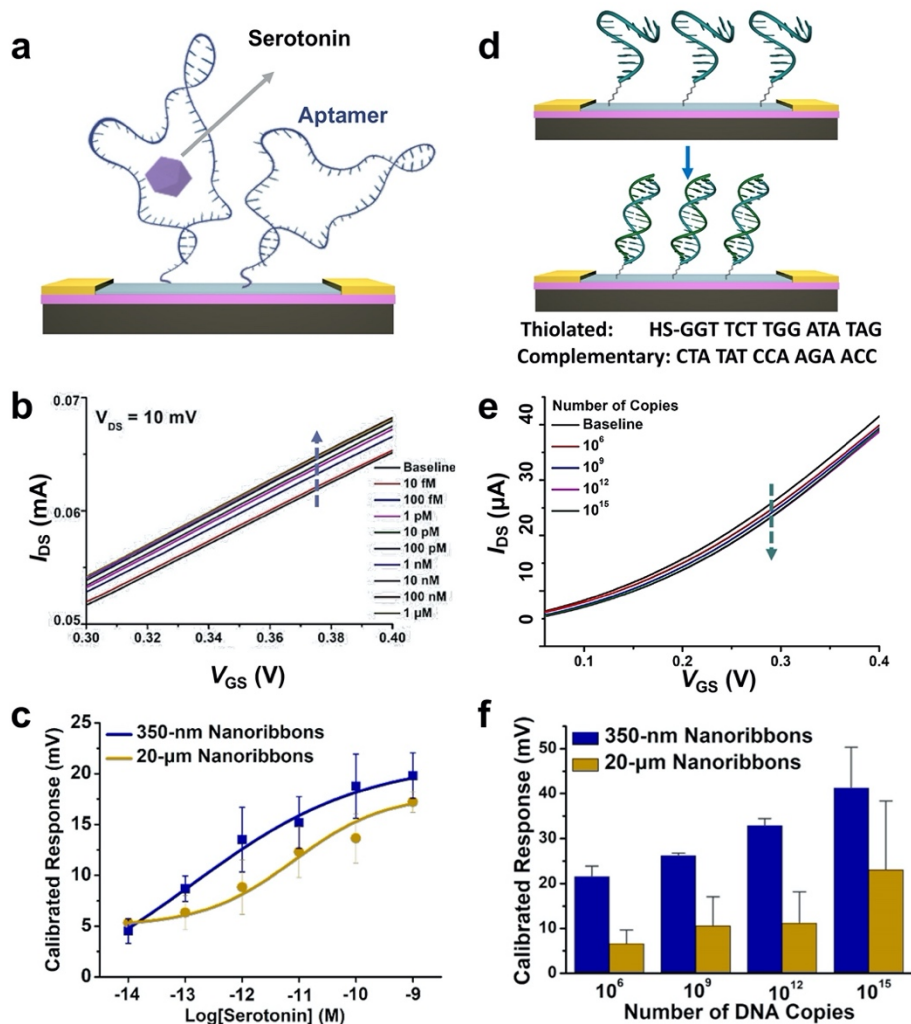 a
Serotonin
Aptamer
d
Thiolated: HS-GGT TCT TGG ATA TAG
Complementary: CTA TAT CCA AGA ACC
b
V_DS = 10 mV
I_DS (mA)
0.07
0.06
0.05
0.30 0.32 0.34 0.36 0.38 0.40
V_GS (V)
Baseline
10 fM
100 fM
1 pM
10 pM
100 pM
1 nM
10 nM
100 nM
1 µM
e
Number of Copies
Baseline
10^6
10^9
10^12
10^15
I_DS (µA)
40
30
20
10
0
0.1 0.2 0.3 0.4
V_GS (V)
c
350-nm Nanoribbons
20-µm Nanoribbons
Calibrated Response (mV)
25
20
15
10
5
0
-14 -13 -12 -11 -10 -9
Log[Serotonin] (M)
f
350-nm Nanoribbons
20-µm Nanoribbons
Calibrated Response (mV)
50
40
30
20
10
0
10^6 10^9 10^12 10^15
Number of DNA Copies